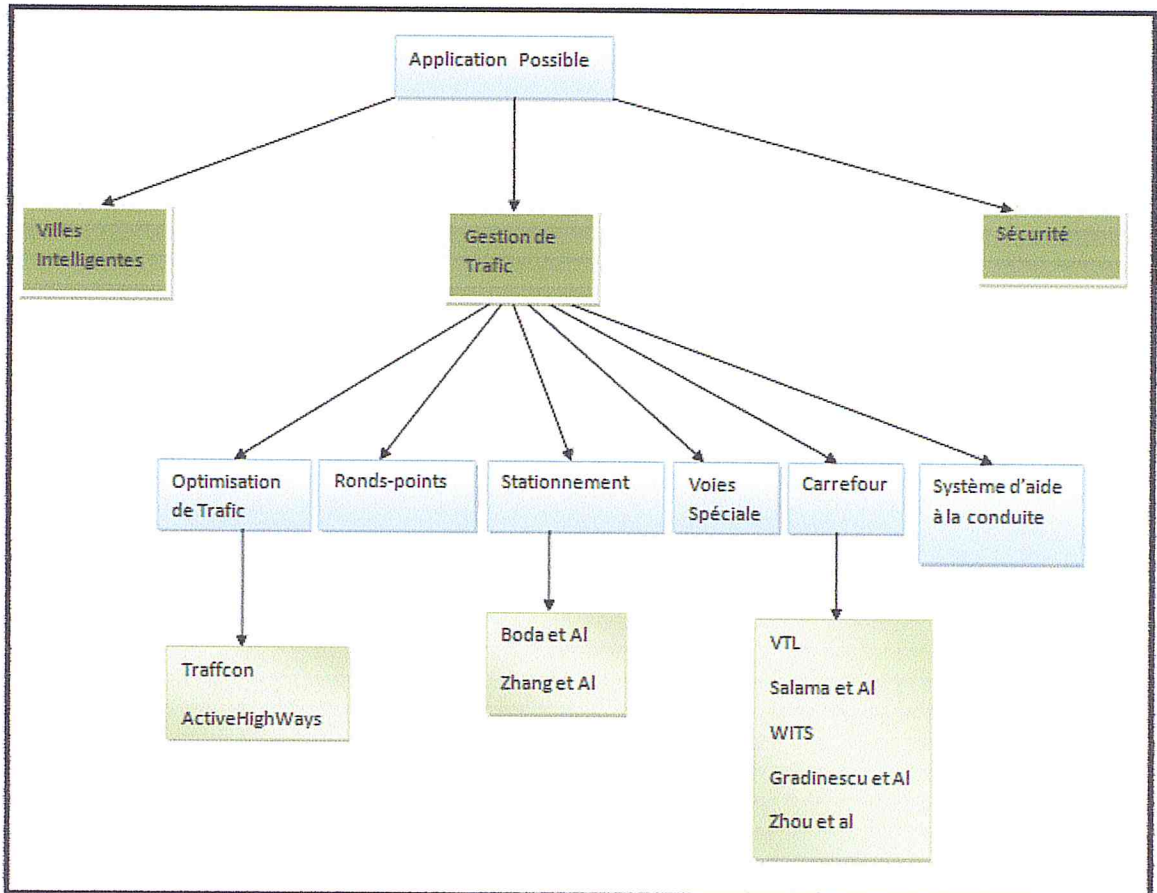 Application Possible
Villes
Intelligentes
Gestion de
Trafic
Sécurité
Optimisation
de Trafic
Ronds-points
Stationnement
Voies
Spéciale
Carrefour
Système d'aide
à la conduite
Traffcon
ActiveHighWays
Boda et Al
Zhang et Al
VTL
Salama et Al
WITS
Gradinescu et Al
Zhou et al